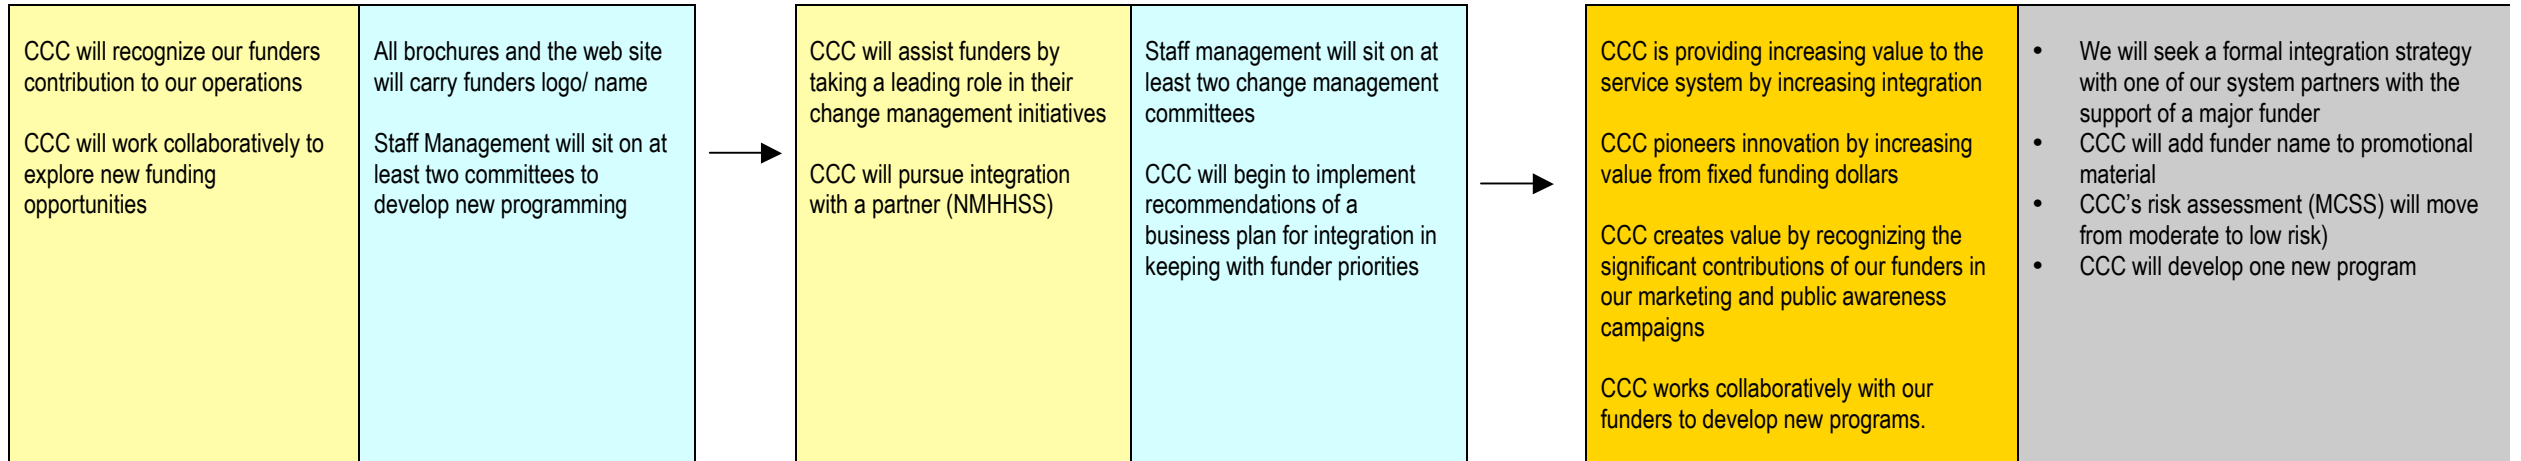 CCC will recognize our funders
contribution to our operations
CCC will work collaboratively to
explore new funding
opportunities
All brochures and the web site
will carry funders logo/ name
Staff Management will sit on at
least two committees to
develop new programming
CCC will assist funders by
taking a leading role in their
change management initiatives
CCC will pursue integration
with a partner (NMHHSS)
Staff management will sit on at
least two change management
committees
CCC will begin to implement
recommendations of a
business plan for integration in
keeping with funder priorities
CCC is providing increasing value to the
service system by increasing integration
CCC pioneers innovation by increasing
value from fixed funding dollars
CCC creates value by recognizing the
significant contributions of our funders in
our marketing and public awareness
campaigns
CCC works collaboratively with our
funders to develop new programs.
• We will seek a formal integration strategy
with one of our system partners with the
support of a major funder
• CCC will add funder name to promotional
material
• CCC’s risk assessment (MCSS) will move
from moderate to low risk)
• CCC will develop one new program